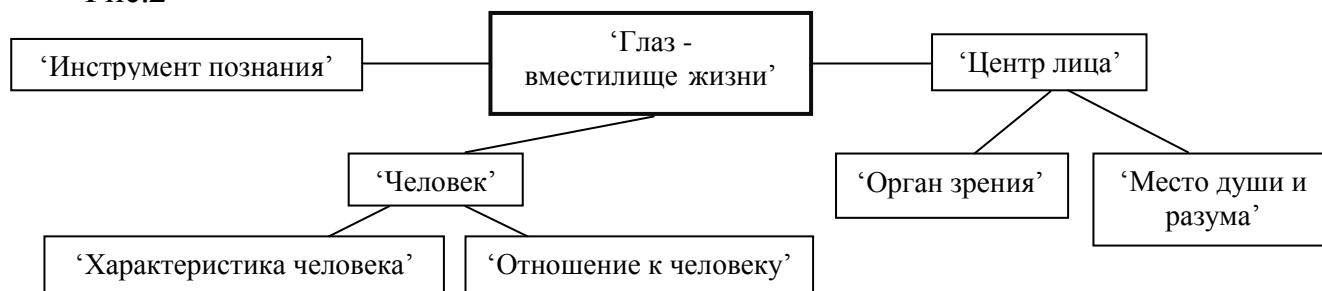 Рис.2
‘Глаз -
вместилище жизни’
‘Инструмент познания’
‘Центр лица’
‘Человек’
‘Орган зрения’
‘Место души и
разума’
‘Характеристика человека’
‘Отношение к человеку’